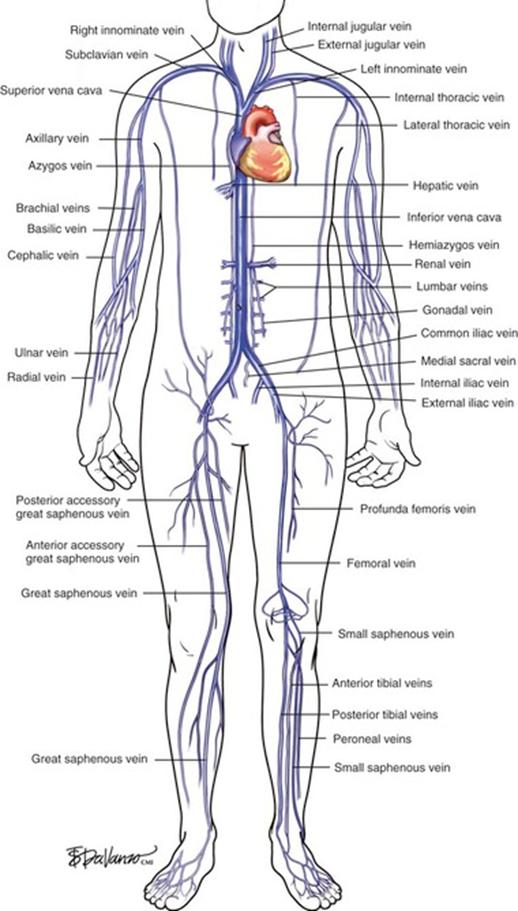 Right innominate vein
Subclavian vein
Superior vena cava
Axillary vein
Azygos vein
Brachial veins
Basilic vein
Cephalic vein
Ulnar vein
Radial vein
Posterior accessory
great saphenous vein
Anterior accessory
great saphenous vein
Great saphenous vein
Great saphenous vein
Internal jugular vein
External jugular vein
Left innominate vein
Internal thoracic vein
Lateral thoracic vein
Hepatic vein
Inferior vena cava
Hemiazygos vein
Renal vein
Lumbar veins
Gonadal vein
Common iliac vein
Medial sacral vein
Internal iliac vein
External iliac vein
Profunda femoris vein
Femoral vein
Small saphenous vein
Anterior tibial veins
Posterior tibial veins
Peroneal veins
Small saphenous vein
DaVanzo CMI